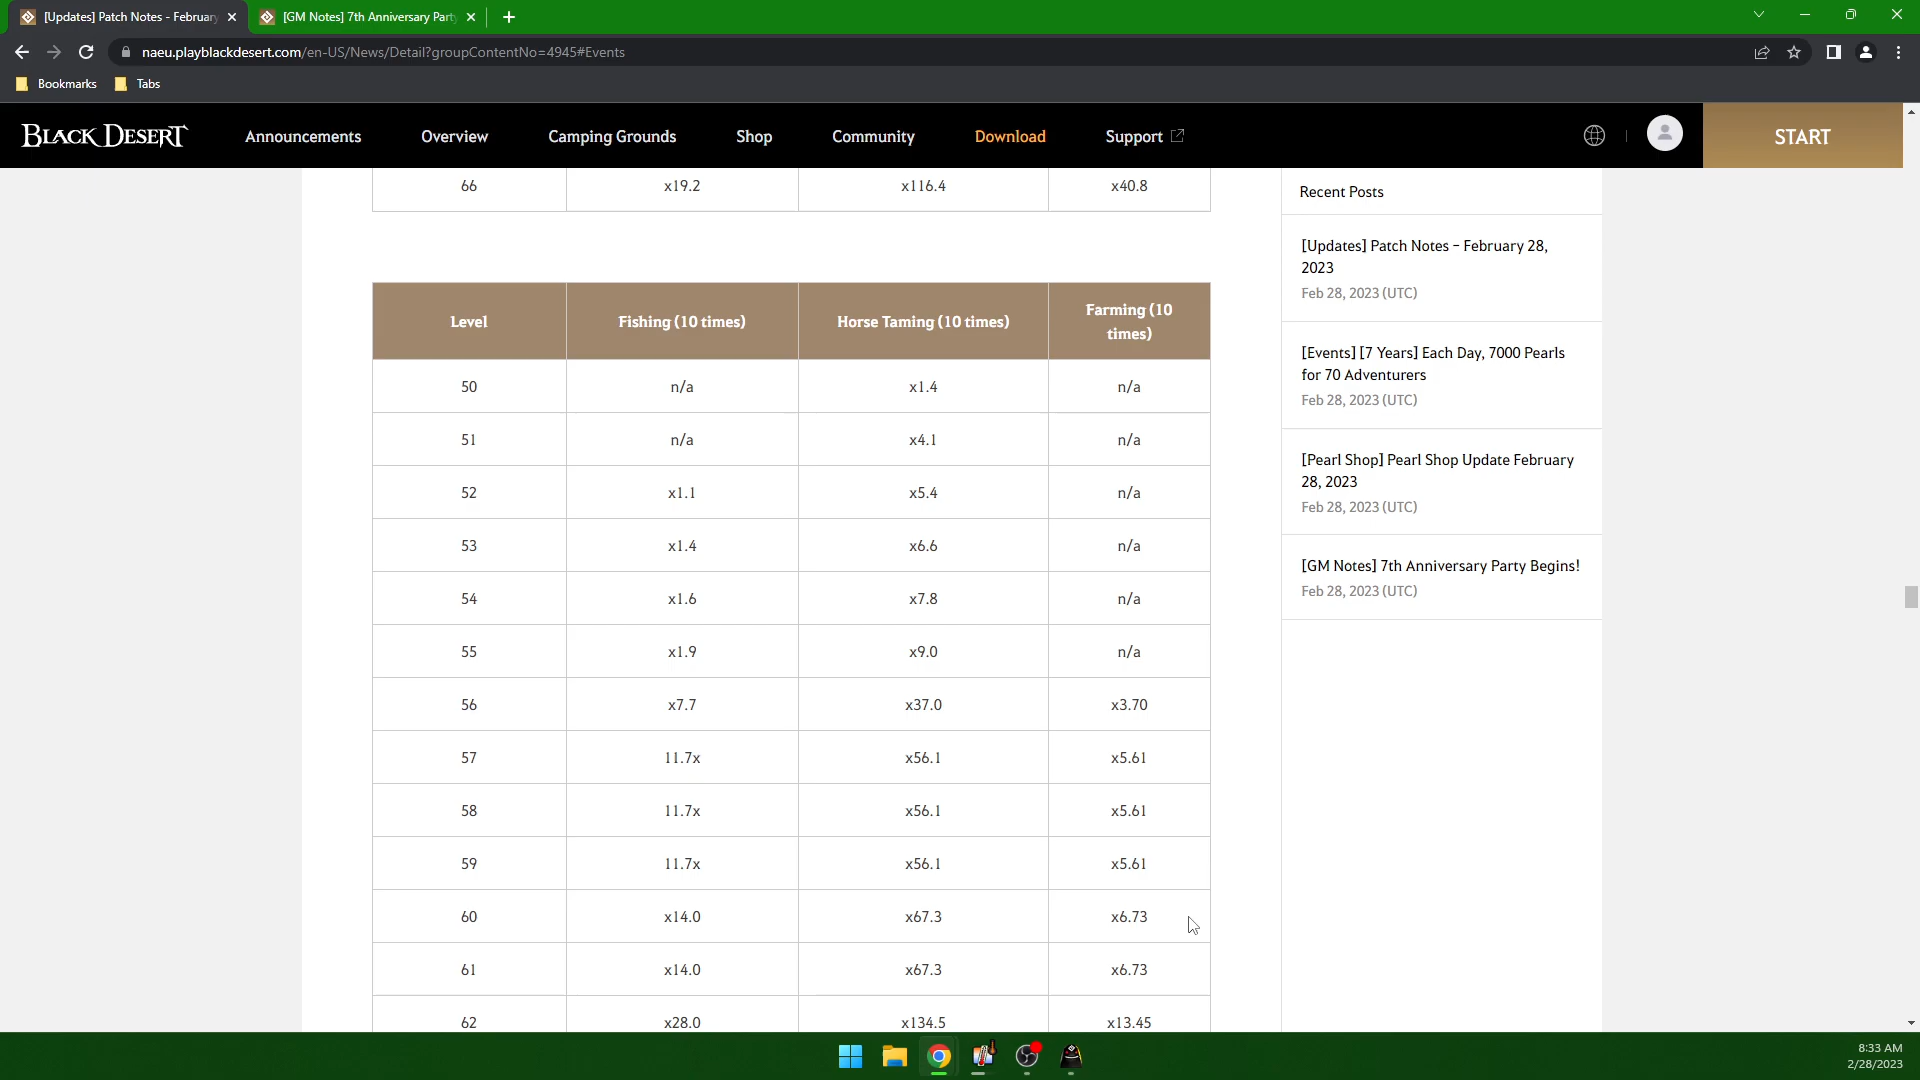 [Updates] Patch Notes - February
[GM Notes] 7th Anniversary Party
naeu.playblackdesert.com/en-US/News/Detail?groupContentNo=4945#Events
Bookmarks Tabs
BLACK DESERT Announcements Overview Camping Grounds Shop Community Download Support START
66 x19.2 x116.4 x40.8
Level Fishing (10 times) Horse Taming (10 times) Farming (10
times)
50 n/a x1.4 n/a
51 n/a x4.1 n/a
52 x1.1 x5.4 n/a
53 x1.4 x6.6 n/a
54 x1.6 x7.8 n/a
55 x1.9 x9.0 n/a
56 x7.7 x37.0 x3.70
57 11.7x x56.1 x5.61
58 11.7x x56.1 x5.61
59 11.7x x56.1 x5.61
60 x14.0 x67.3 x6.73
61 x14.0 x67.3 x6.73
62 x28.0 x134.5 x13.45
Recent Posts
[Updates] Patch Notes – February 28,
2023
Feb 28, 2023 (UTC)
[Events] [7 Years] Each Day, 7000 Pearls
for 70 Adventurers
Feb 28, 2023 (UTC)
[Pearl Shop] Pearl Shop Update February
28, 2023
Feb 28, 2023 (UTC)
[GM Notes] 7th Anniversary Party Begins!
Feb 28, 2023 (UTC)
8:33 AM
2/28/2023